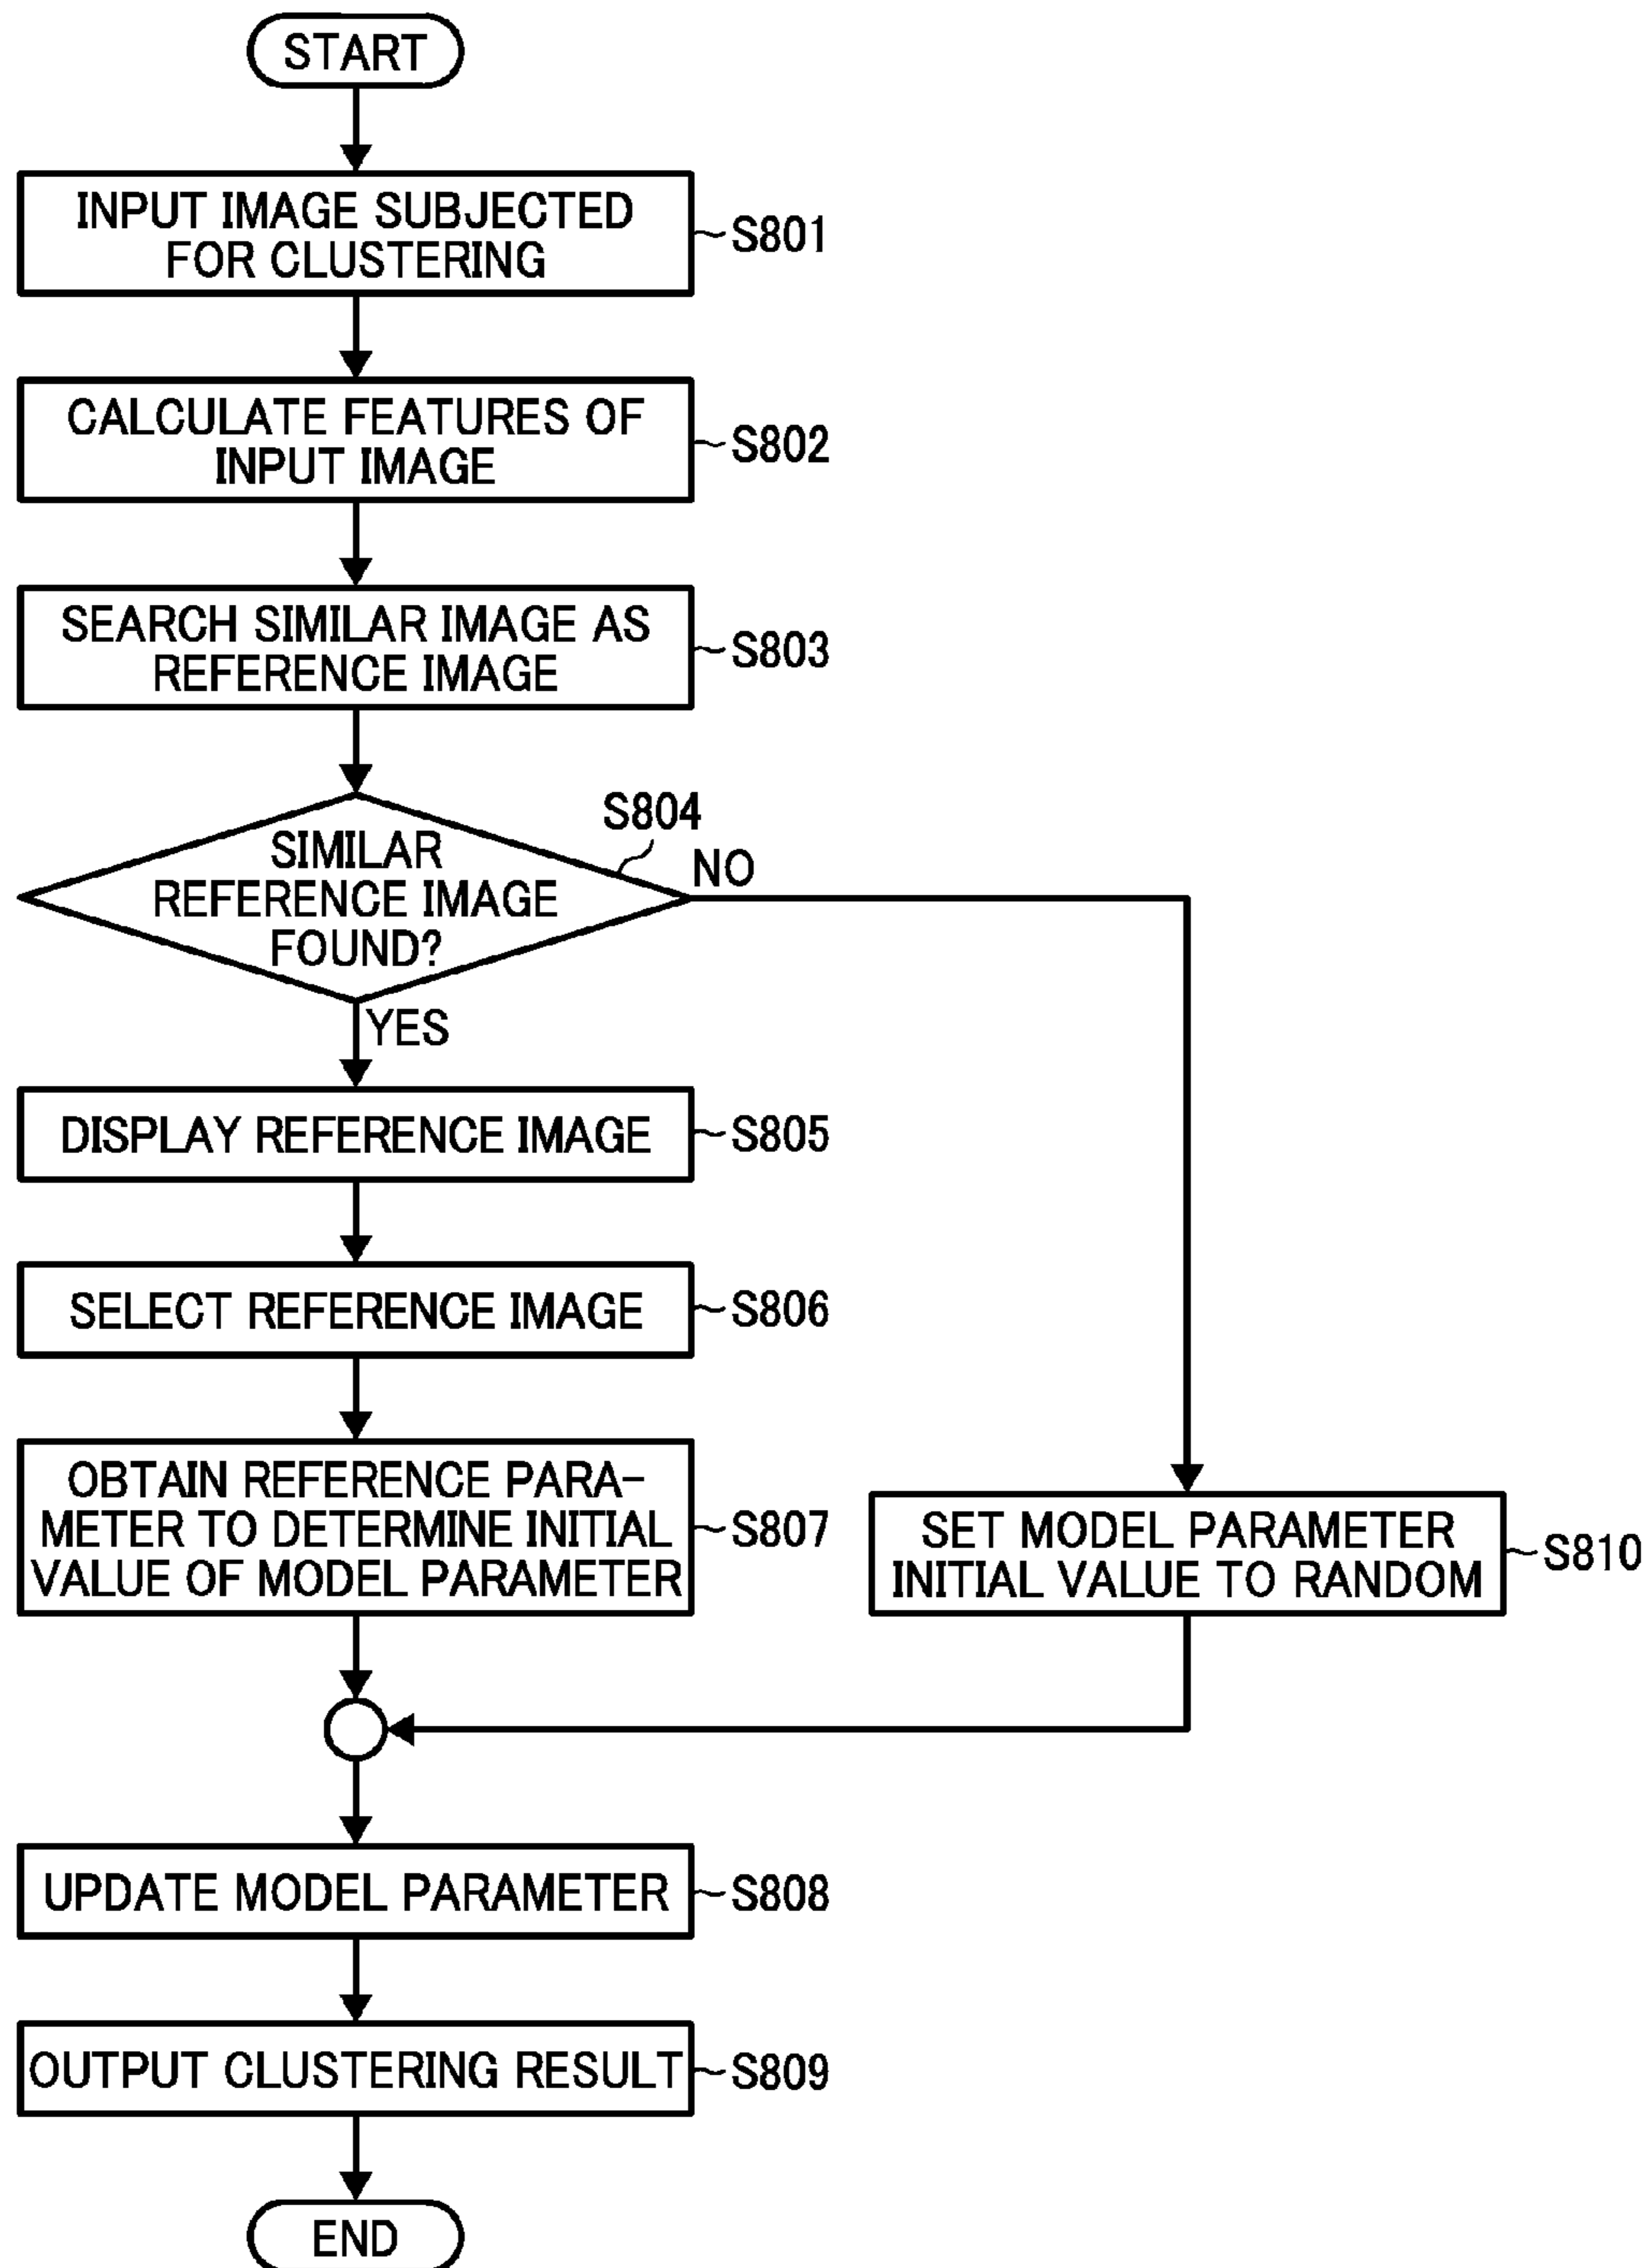 START
INPUT IMAGE SUBJECTED
FOR CLUSTERING
S801
CALCULATE FEATURES OF
INPUT IMAGE
S802
SEARCH SIMILAR IMAGE AS
REFERENCE IMAGE
S803
SIMILAR
REFERENCE IMAGE
FOUND?
S804
NO
YES
DISPLAY REFERENCE IMAGE
S805
SELECT REFERENCE IMAGE
S806
OBTAIN REFERENCE PARA-
METER TO DETERMINE INITIAL
VALUE OF MODEL PARAMETER
S807
SET MODEL PARAMETER
INITIAL VALUE TO RANDOM
S810
UPDATE MODEL PARAMETER
S808
OUTPUT CLUSTERING RESULT
S809
END